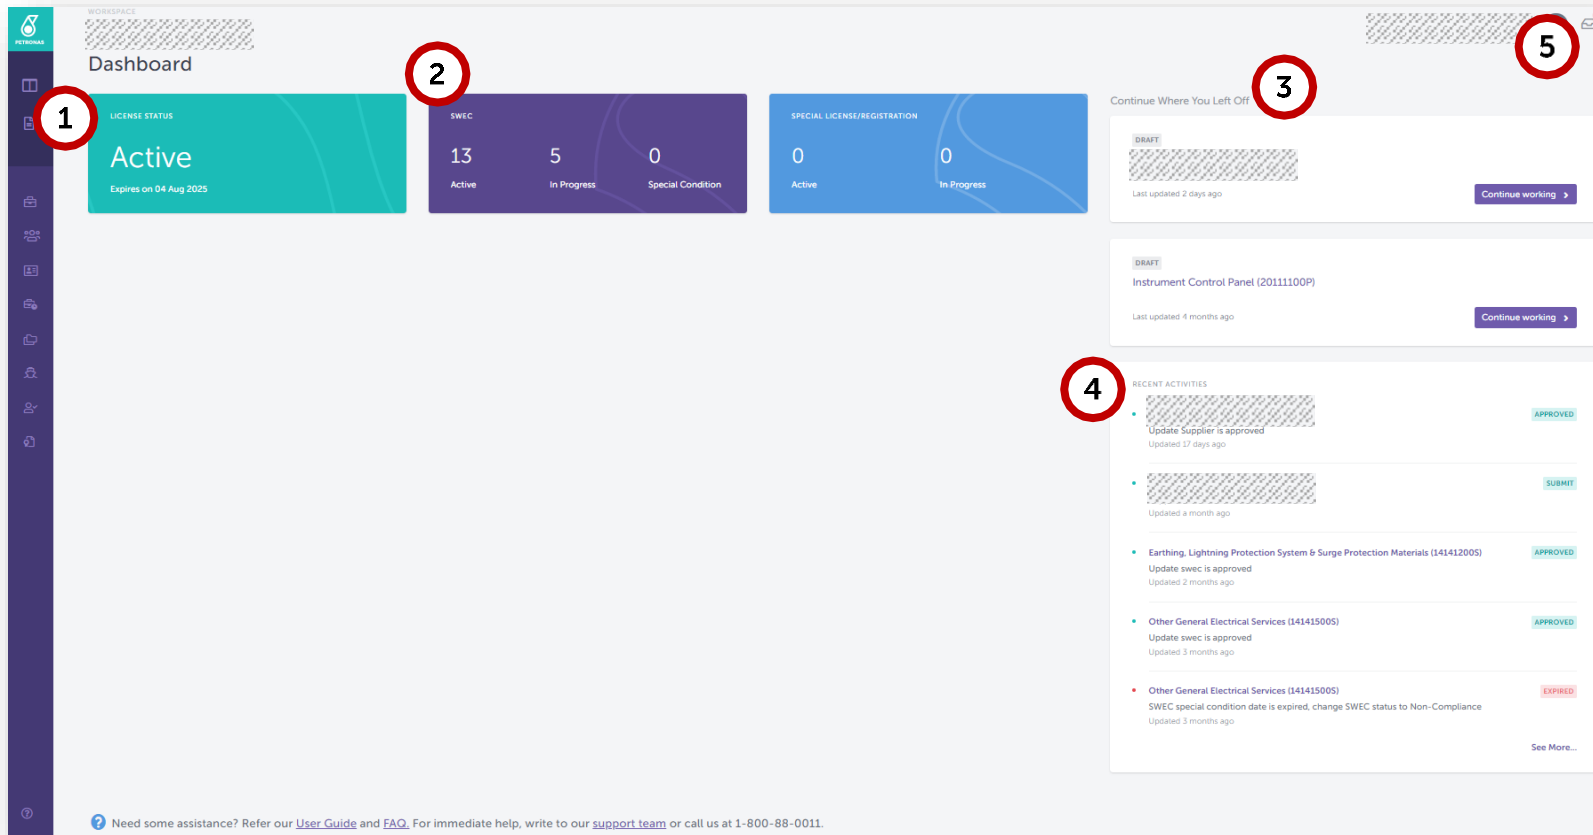 PETRONAS
WORKSPACE
Dashboard
1
2
3
4
5
LICENSE STATUS
Active
Expires on 04 Aug 2025
SWEC
13
5
0
Active
In Progress
Special Condition
SPECIAL LICENSE/REGISTRATION
0
0
Active
In Progress
Continue Where You Left Off
DRAFT
Last updated 2 days ago
Continue working
DRAFT
Instrument Control Panel (20111100P)
Last updated 4 months ago
Continue working
RECENT ACTIVITIES
APPROVED
Update Supplier is approved
Updated 17 days ago
SUBMIT
Updated a month ago
Earthing, Lightning Protection System & Surge Protection Materials (14141200S)
APPROVED
Update swec is approved
Updated 2 months ago
Other General Electrical Services (14141500S)
APPROVED
Update swec is approved
Updated 3 months ago
Other General Electrical Services (14141500S)
EXPIRED
SWEC special condition date is expired, change SWEC status to Non-Compliance
Updated 3 months ago
See More...
Need some assistance? Refer our User Guide and FAQ. For immediate help, write to our support team or call us at 1-800-88-0011.